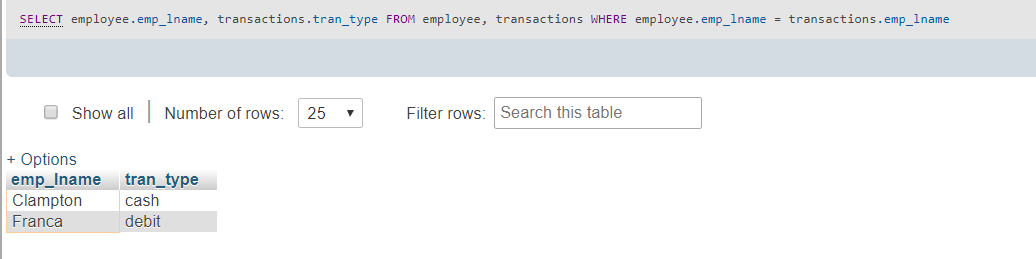 SELECT employee.emp_lname, transactions.tran_type FROM employee, transactions WHERE employee.emp_lname = transactions.emp_lname
Show all | Number of rows: 25 Filter rows: Search this table
+ Options
emp_lname tran_type
Clampton cash
Franca debit